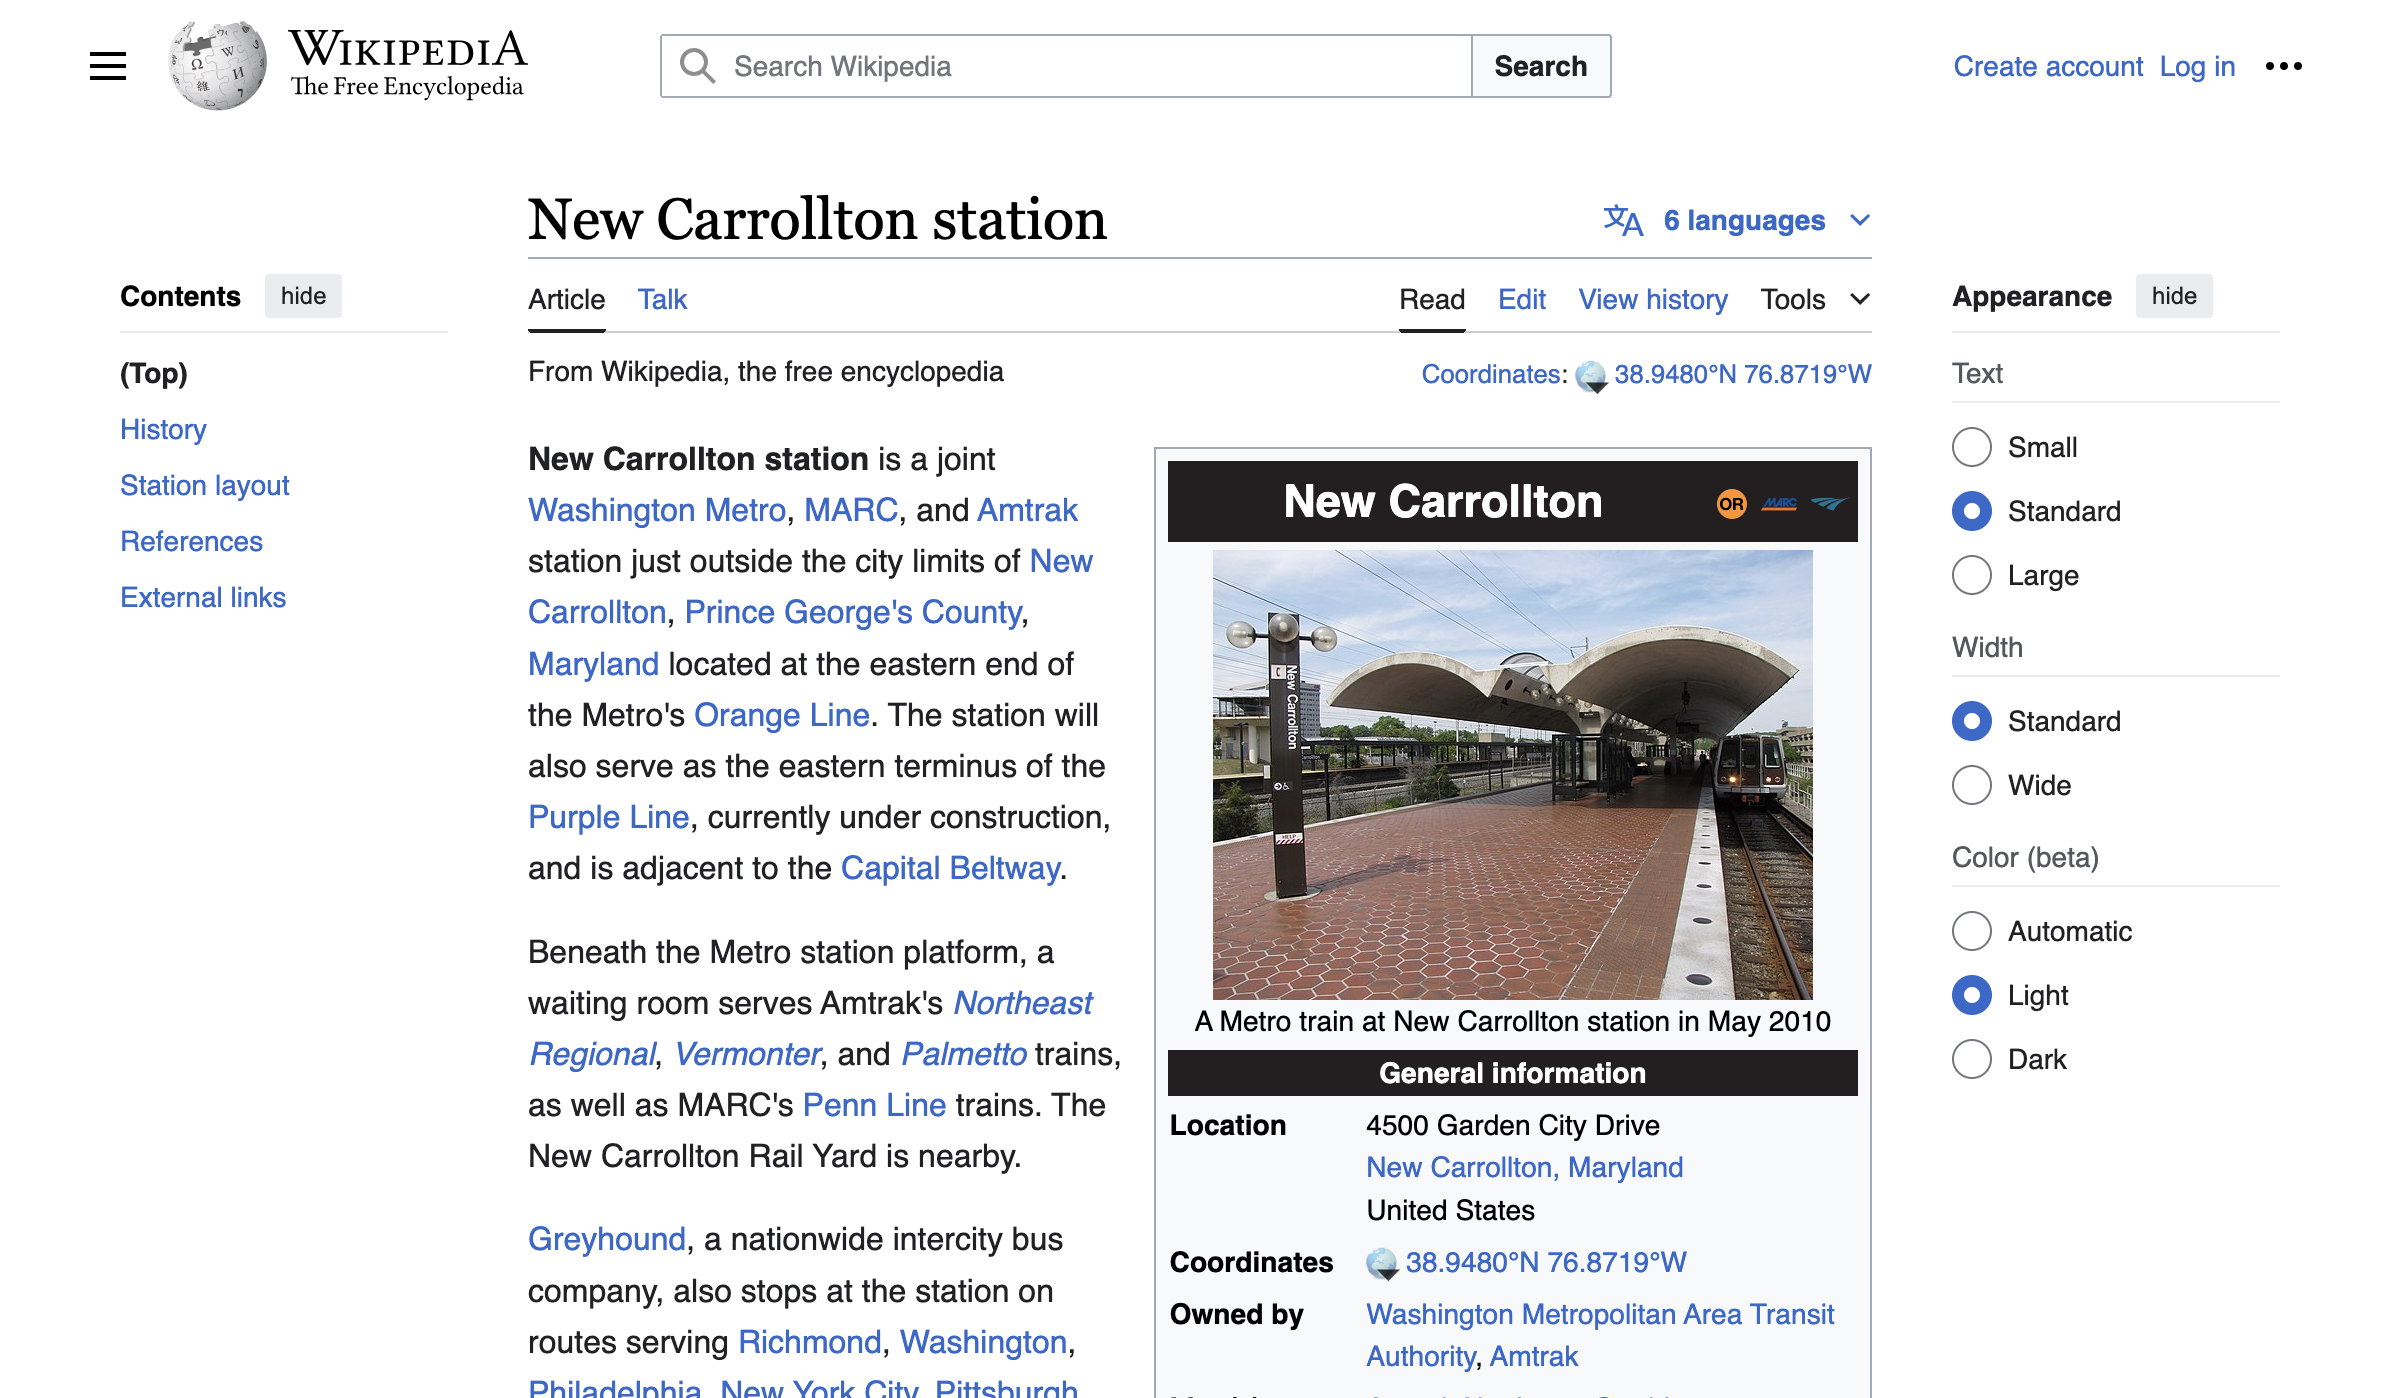 WIKIPEDIA
The Free Encyclopedia
Search Wikipedia
Search
Create account
Log in
New Carrollton station
6 languages
Contents
hide
(Top)
History
Station layout
References
External links
Article
Talk
Read
Edit
View history
Tools
From Wikipedia, the free encyclopedia
Coordinates: 38.9480°N 76.8719°W
New Carrollton station is a joint
Washington Metro, MARC, and Amtrak
station just outside the city limits of New
Carrollton, Prince George's County,
Maryland located at the eastern end of
the Metro's Orange Line. The station will
also serve as the eastern terminus of the
Purple Line, currently under construction,
and is adjacent to the Capital Beltway.
Beneath the Metro station platform, a
waiting room serves Amtrak's Northeast
Regional, Vermonter, and Palmetto trains,
as well as MARC's Penn Line trains. The
New Carrollton Rail Yard is nearby.
Greyhound, a nationwide intercity bus
company, also stops at the station on
routes serving Richmond, Washington,
Philadelphia, New York City, Pittsburgh
New Carrollton
OR
MARC
New Carrollton
HELP
A Metro train at New Carrollton station in May 2010
General information
Location
4500 Garden City Drive
New Carrollton, Maryland
United States
Coordinates
38.9480°N 76.8719°W
Owned by
Washington Metropolitan Area Transit
Authority, Amtrak
Appearance
hide
Text
Small
Standard
Large
Width
Standard
Wide
Color (beta)
Automatic
Light
Dark